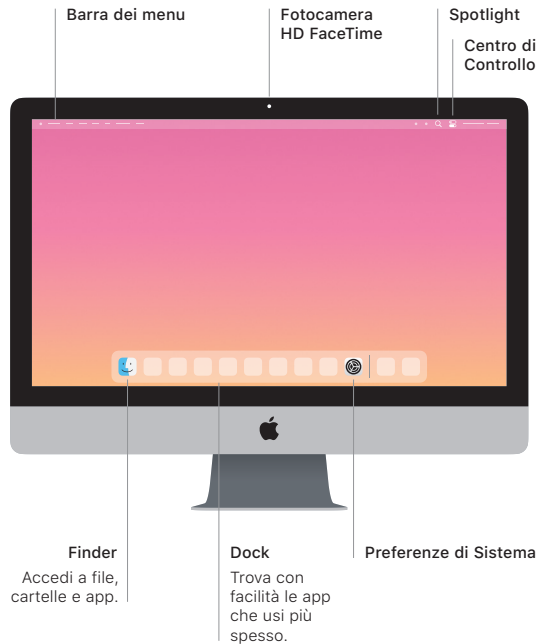 Barra dei menu
Fotocamera
HD FaceTime
Spotlight
Centro di
Controllo
Finder
Accedi a file,
cartelle e app.
Dock
Trova con
facilità le app
che usi più
spesso.
Preferenze di Sistema